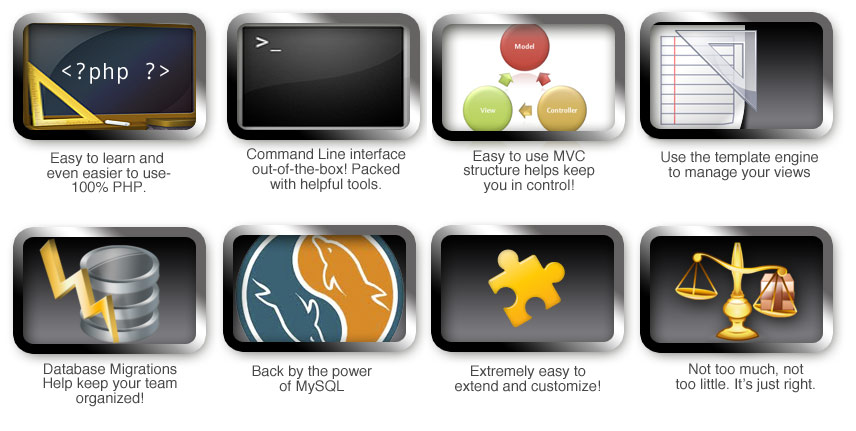 <?php ?>
>_
Model
View
Controller
Easy to learn and
even easier to use-
100% PHP.
Command Line interface
out-of-the-box! Packed
with helpful tools.
Easy to use MVC
structure helps keep
you in control!
Use the template engine
to manage your views
Database Migrations
Help keep your team
organized!
Back by the power
of MySQL
Extremely easy to
extend and customize!
Not too much, not
too little. It's just right.